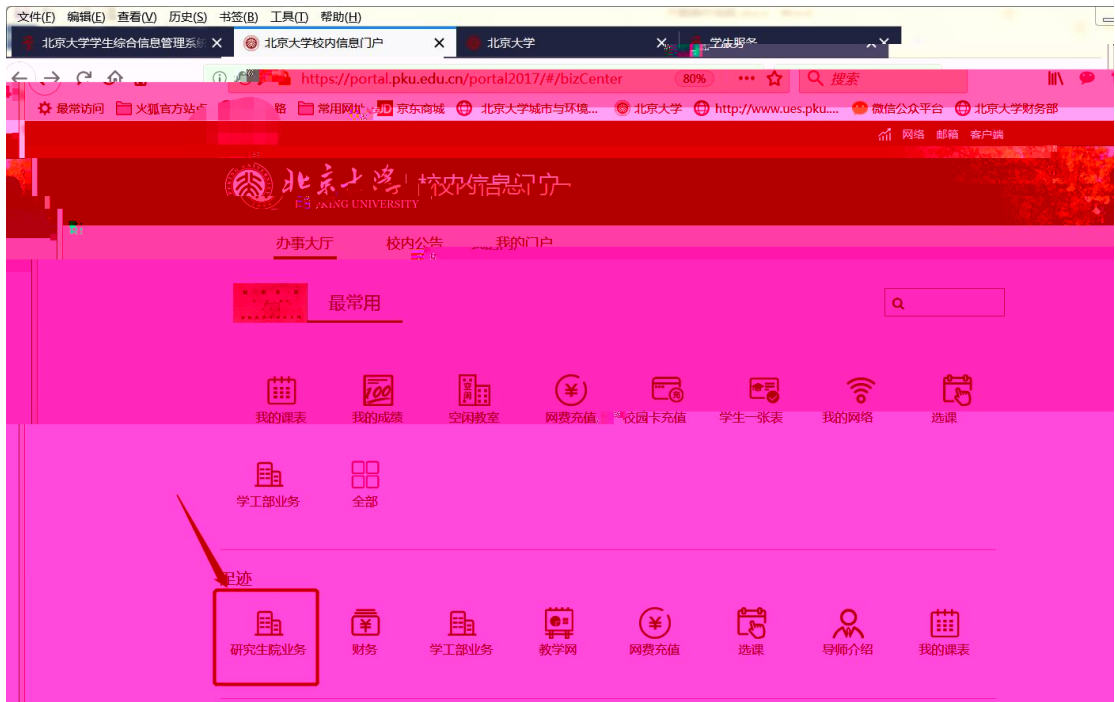 文件(F) 编辑(E) 查看(V) 历史(S) 书签(B) 工具(T) 帮助(H)
北京大学学生综合信息管理系统 × 北京大学校内信息门户 × 北京大学 ×
https://portal.pku.edu.cn/portal2017/#/bizCenter 80% 搜索
最常访问 火狐官方站点 常用网址 JD 京东商城 北京大学城市与环境... 北京大学 http://www.ues.pku.... 微信公众平台 北京大学财务部
网络 邮箱 客户端
北京大学 校内信息门户
UNIVERSITY
办事大厅 校内公告 我的门户
最常用
我的课表 我的成绩 空闲教室 网费充值 校园卡充值 学生一张表 我的网络 选课
学工部业务 全部
足迹
研究生院业务 财务 学工部业务 教学网 网费充值 选课 导师介绍 我的课表